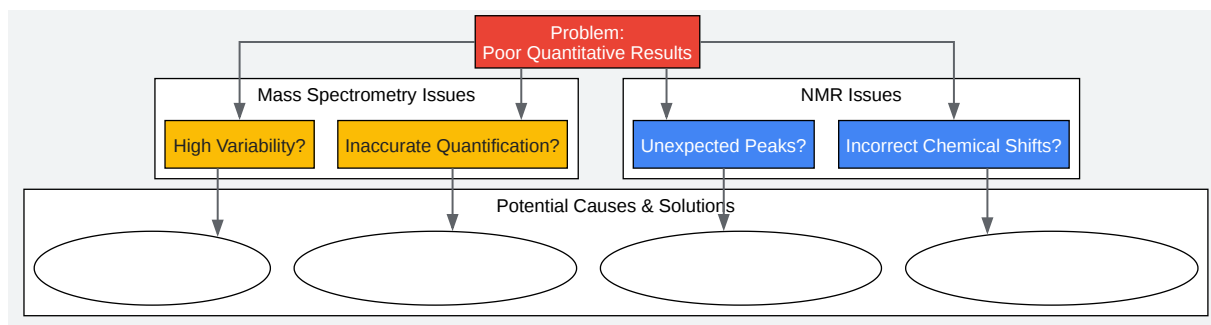 Problem:
Poor Quantitative Results
Mass Spectrometry Issues
NMR Issues
High Variability?
Inaccurate Quantification?
Unexpected Peaks?
Incorrect Chemical Shifts?
Potential Causes & Solutions